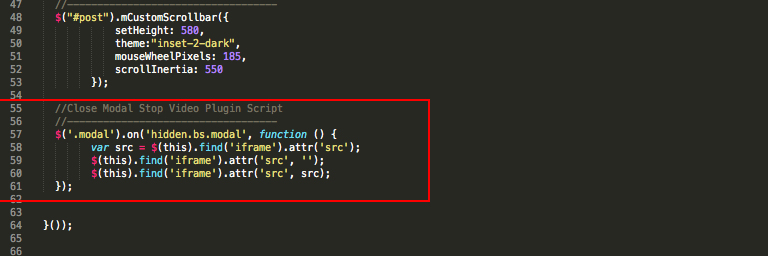 47 //-----------------------------------
48 $("#post").mCustomScrollbar({
49 setHeight: 580,
50 theme:"inset-2-dark",
51 mouseWheelPixels: 185,
52 scrollInertia: 550
53 });
54
55 //Close Modal Stop Video Plugin Script
56 //-----------------------------------
57 $('.modal').on('hidden.bs.modal', function () {
58 var src = $(this).find('iframe').attr('src');
59 $(this).find('iframe').attr('src', '');
60 $(this).find('iframe').attr('src', src);
61 });
62
63
64 }());
65
66